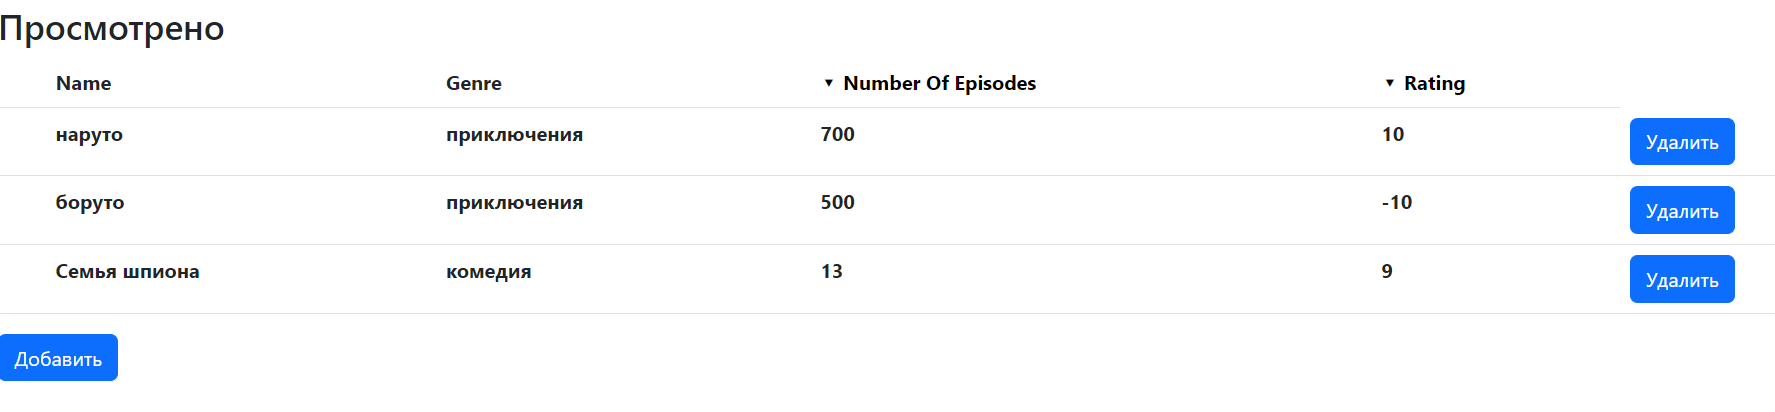 Просмотрено
Name Genre ▼ Number Of Episodes ▼ Rating
наруто приключения 700 10 Удалить
боруто приключения 500 -10 Удалить
Семья шпиона комедия 13 9 Удалить
Добавить